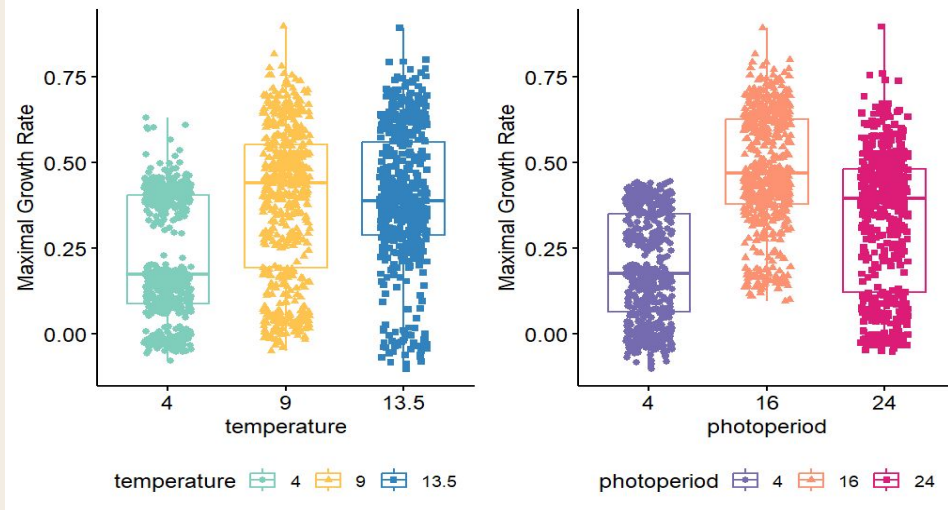 Maximal Growth Rate
0.75
0.50
0.25
0.00
4 9 13.5
temperature
temperature 4 9 13.5
Maximal Growth Rate
0.75
0.50
0.25
0.00
4 16 24
photoperiod
photoperiod 4 16 24